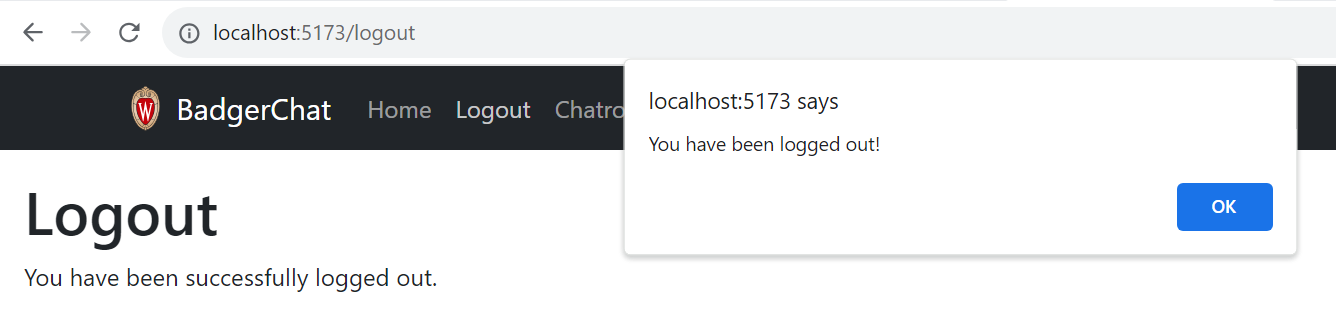 localhost:5173/logout
W BadgerChat Home Logout Chatro
localhost:5173 says
You have been logged out!
OK
Logout
You have been successfully logged out.